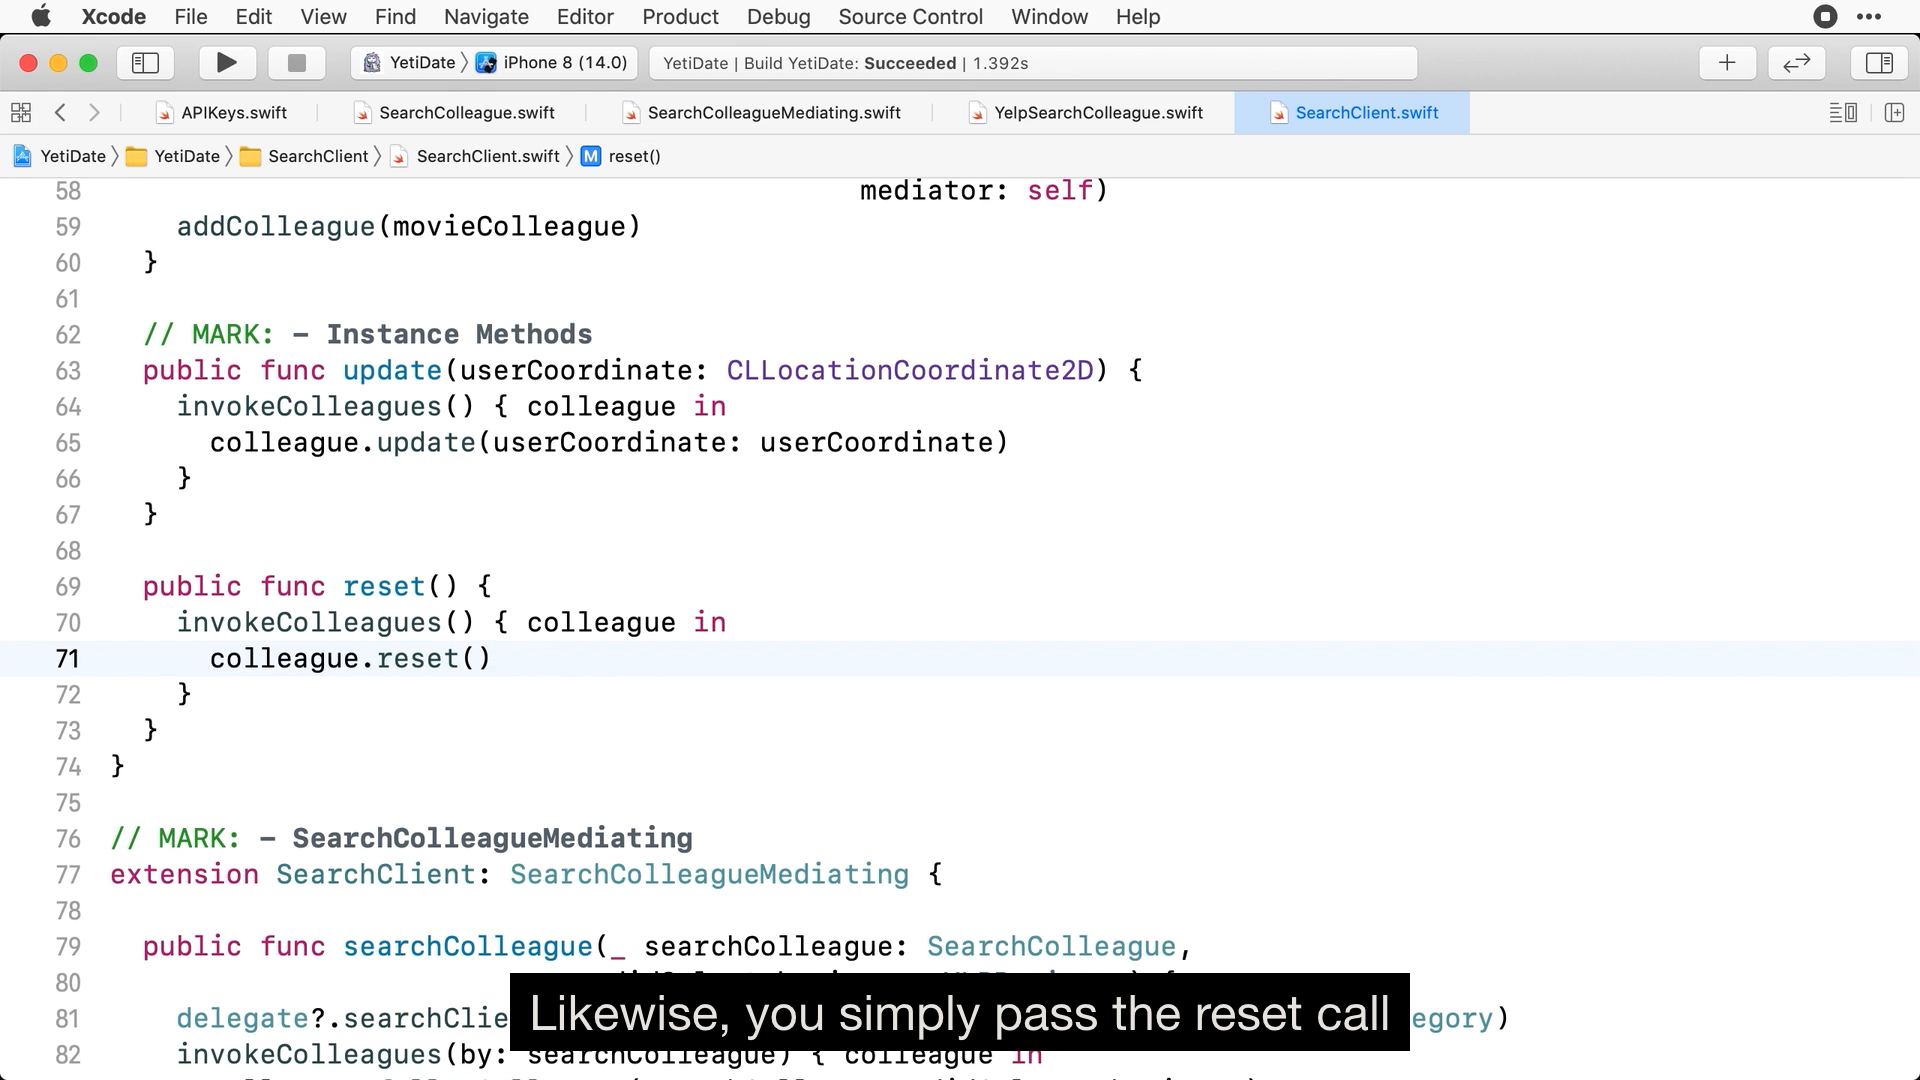 Xcode File Edit View Find Navigate Editor Product Debug Source Control Window Help
YetiDate iPhone 8 (14.0) YetiDate | Build YetiDate: Succeeded | 1.392s
APIKeys.swift SearchColleague.swift SearchColleagueMediating.swift YelpSearchColleague.swift SearchClient.swift
YetiDate YetiDate SearchClient SearchClient.swift M reset()
58 mediator: self)
59 addColleague(movieColleague)
60 }
61
62 // MARK: – Instance Methods
63 public func update(userCoordinate: CLLocationCoordinate2D) {
64 invokeColleagues() { colleague in
65 colleague.update(userCoordinate: userCoordinate)
66 }
67 }
68
69 public func reset() {
70 invokeColleagues() { colleague in
71 colleague.reset()
72 }
73 }
74 }
75
76 // MARK: – SearchColleagueMediating
77 extension SearchClient: SearchColleagueMediating {
78
79 public func searchColleague(_ searchColleague: SearchColleague,
80
81 delegate?.searchClie egory)
82 invokeColleagues(by: searchColleague) { colleague in
Likewise, you simply pass the reset call